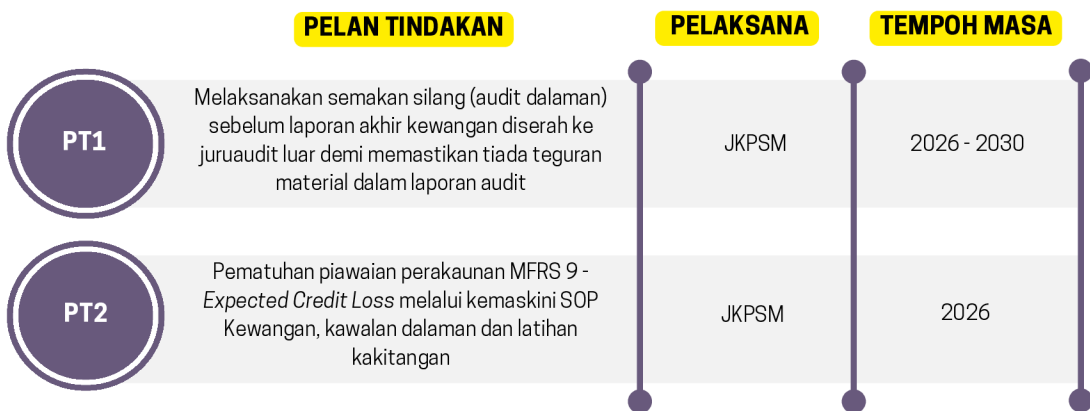 PELAN TINDAKAN
PELAKSANA
TEMPOH MASA
PT1
Melaksanakan semakan silang (audit dalaman)
sebelum laporan akhir kewangan diserah ke
juruaudit luar demi memastikan tiada teguran
material dalam laporan audit
JKPSM
2026 - 2030
PT2
Pematuhan piawaian perakaunan MFRS 9 -
Expected Credit Loss melalui kemaskini SOP
Kewangan, kawalan dalaman dan latihan
kakitangan
JKPSM
2026